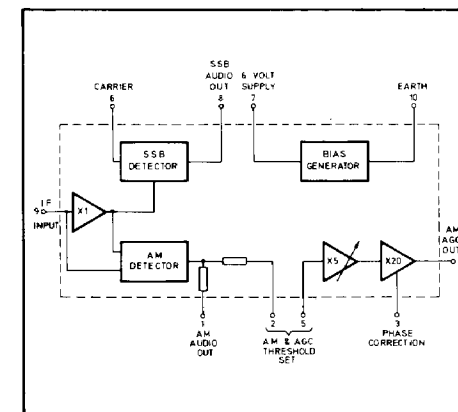 SSB
AUDIO
OUT
8
6 VOLT
SUPPLY
7
CARRIER
6
EARTH
10
SSB
DETECTOR
BIAS
GENERATOR
I.F.
9
INPUT
X1
AM
DETECTOR
X5
X20
AM
AGC
OUT
4
1
AM
AUDIO
OUT
2
5
AM & AGC
THRESHOLD
SET
3
PHASE
CORRECTION